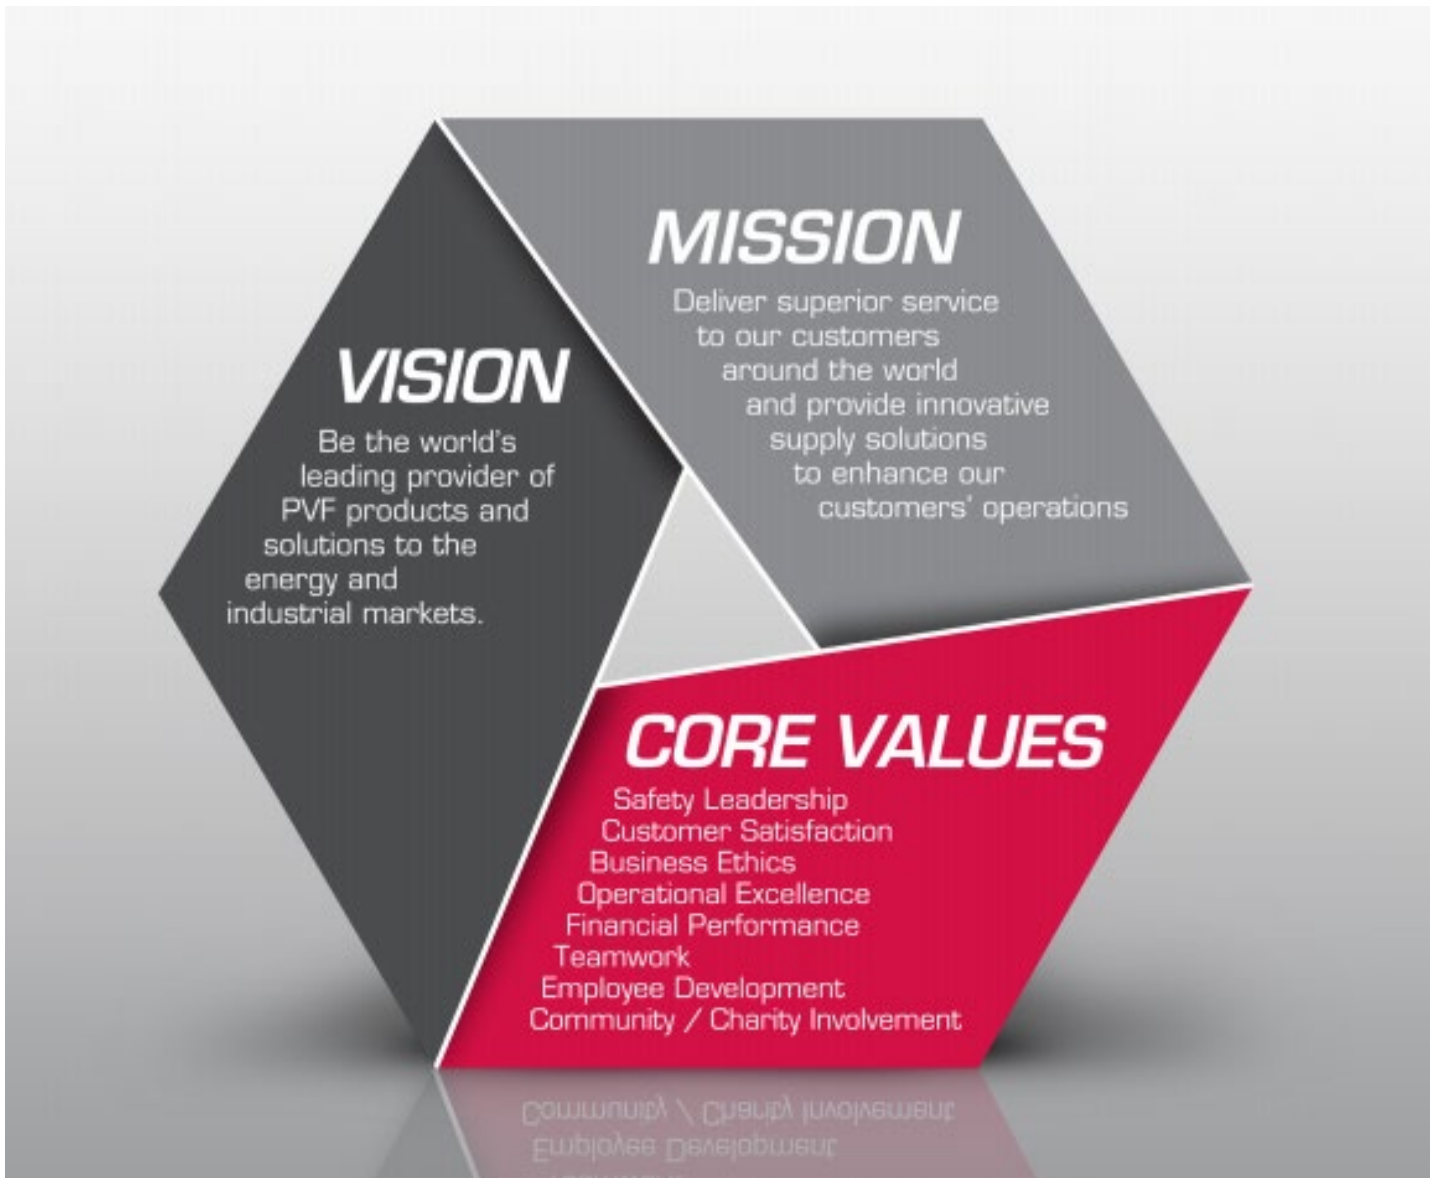 MISSION
Deliver superior service
to our customers
around the world
and provide innovative
supply solutions
to enhance our
customers' operations
VISION
Be the world's
leading provider of
PVF products and
solutions to the
energy and
industrial markets.
CORE VALUES
Safety Leadership
Customer Satisfaction
Business Ethics
Operational Excellence
Financial Performance
Teamwork
Employee Development
Community / Charity Involvement